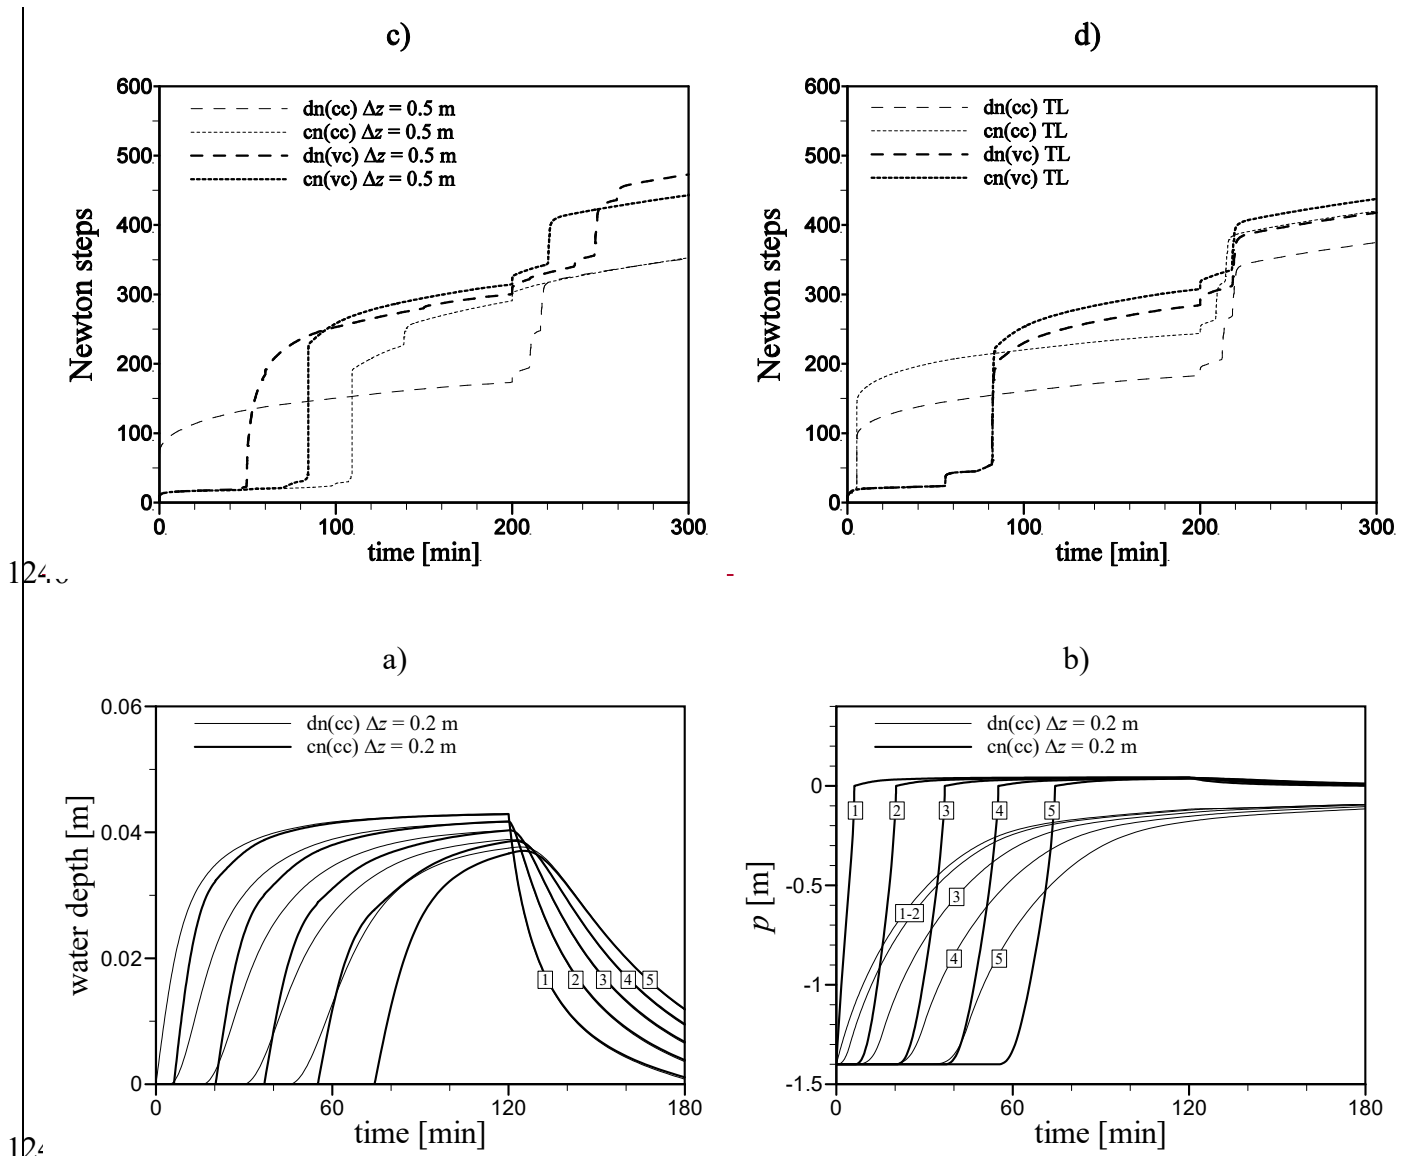 c)
d)
600
500
400
300
200
100
0
Newton steps
dn(cc) Δz = 0.5 m
cn(cc) Δz = 0.5 m
dn(vc) Δz = 0.5 m
cn(vc) Δz = 0.5 m
0
100
200
300
time [min]
600
500
400
300
200
100
0
Newton steps
dn(cc) TL
cn(cc) TL
dn(vc) TL
cn(vc) TL
0
100
200
300
time [min]
a)
b)
0.06
0.04
0.02
0
water depth [m]
dn(cc) Δz = 0.2 m
cn(cc) Δz = 0.2 m
1
2
3
4
5
0
60
120
180
time [min]
0
-0.5
-1
-1.5
p [m]
dn(cc) Δz = 0.2 m
cn(cc) Δz = 0.2 m
1
2
3
4
5
1-2
3
4
5
0
60
120
180
time [min]